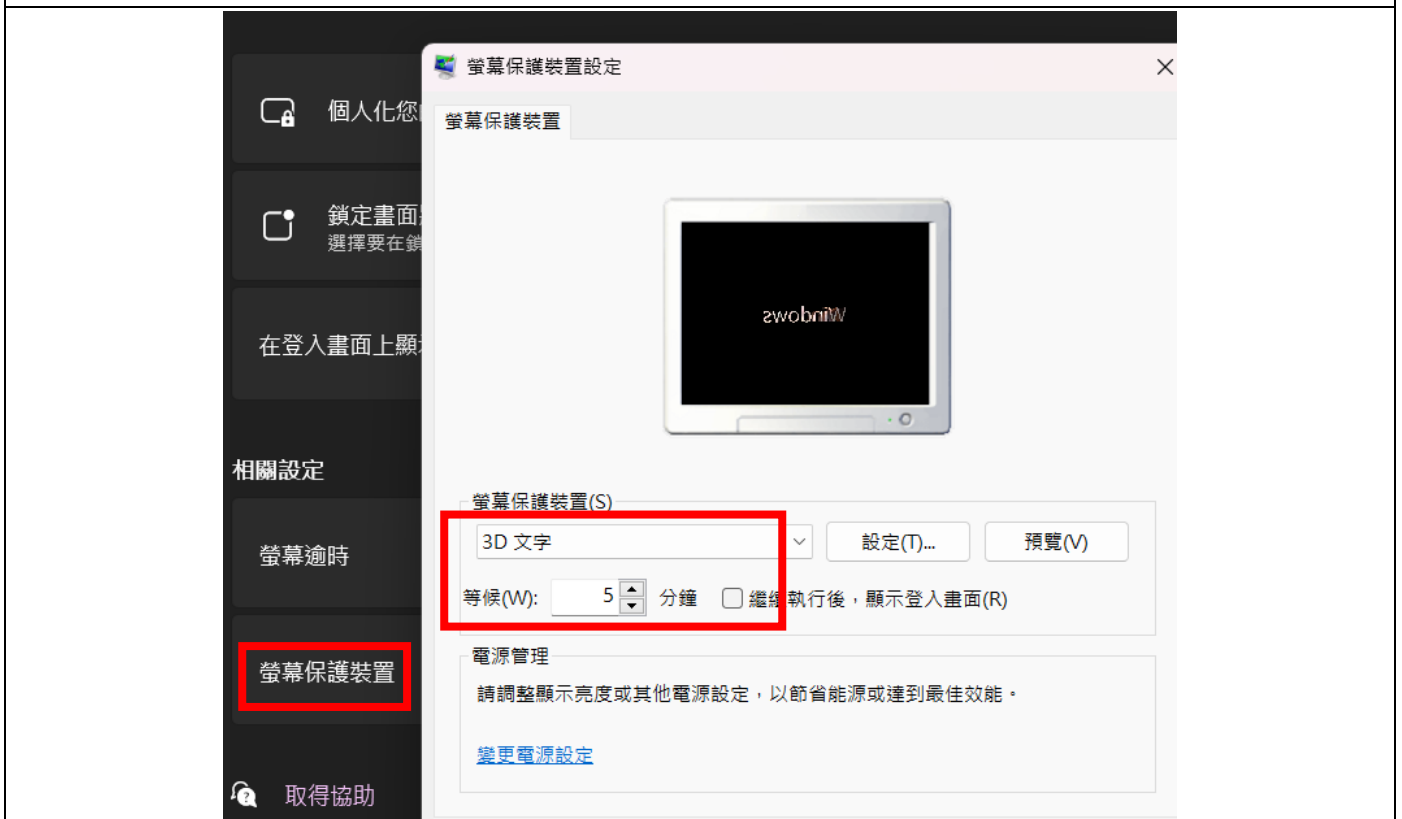 個人化您
鎖定畫面
選擇要在鎖
在登入畫面上顯
相關設定
螢幕逾時
螢幕保護裝置
取得協助
螢幕保護裝置設定
螢幕保護裝置
Windows
螢幕保護裝置(S)
3D 文字
設定(T)...
預覽(V)
等候(W):
5
分鐘
繼續執行後，顯示登入畫面(R)
電源管理
請調整顯示亮度或其他電源設定，以節省能源或達到最佳效能。
變更電源設定